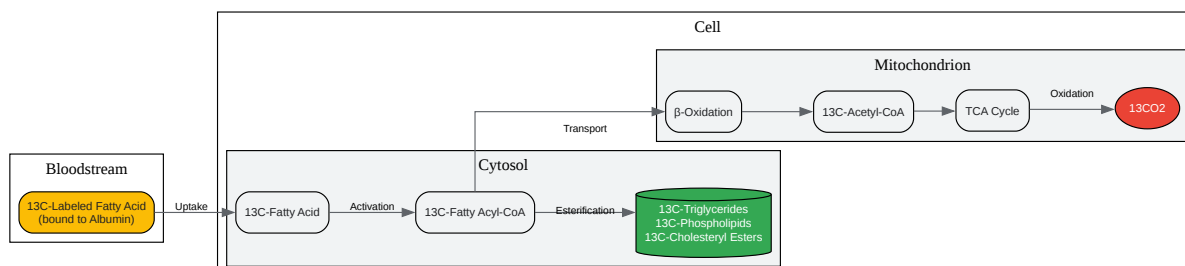 Cell
Mitochondrion
β-Oxidation
13C-Acetyl-CoA
TCA Cycle
Oxidation
13CO2
Transport
Bloodstream
13C-Labeled Fatty Acid
(bound to Albumin)
Uptake
Cytosol
13C-Fatty Acid
Activation
13C-Fatty Acyl-CoA
Esterification
13C-Triglycerides
13C-Phospholipids
13C-Cholesteryl Esters